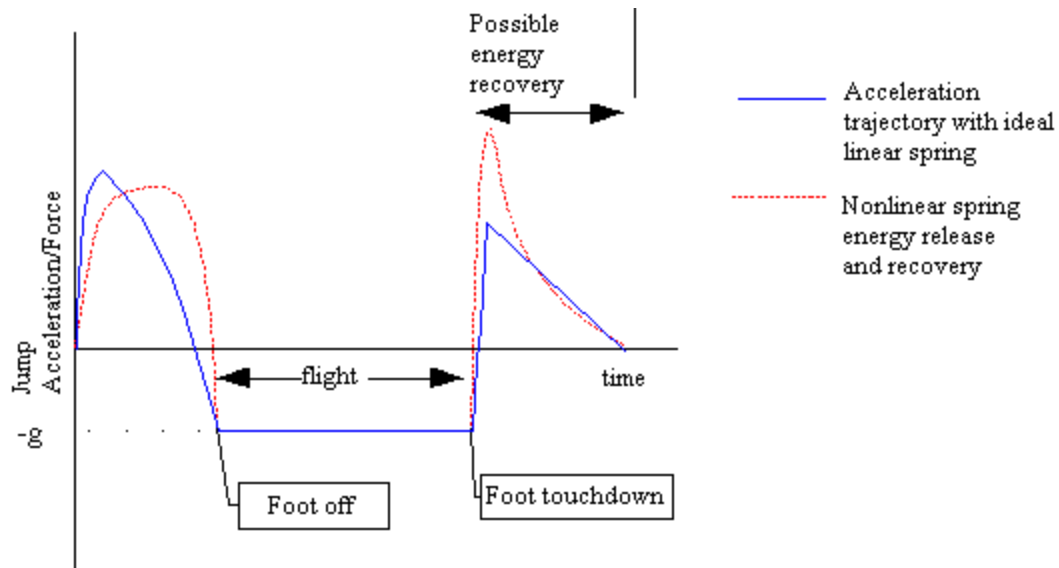 Possible
energy
recovery
Acceleration
trajectory with ideal
linear spring
Nonlinear spring
energy release
and recovery
Jump
Acceleration/Force
flight
time
-g
Foot off
Foot touchdown